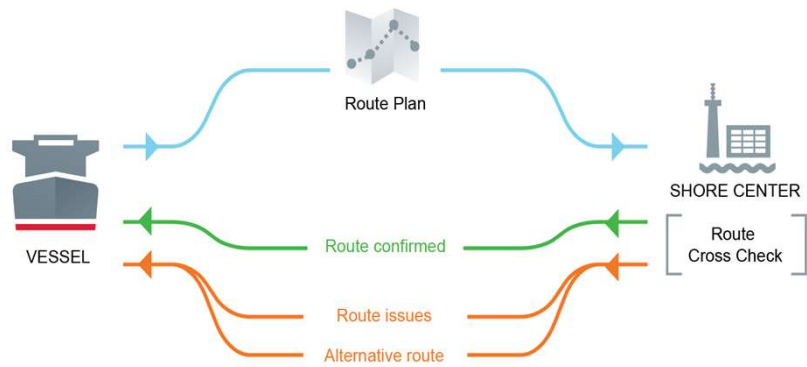 Route Plan
SHORE CENTER
VESSEL
Route confirmed
Route
Cross Check
Route issues
Alternative route